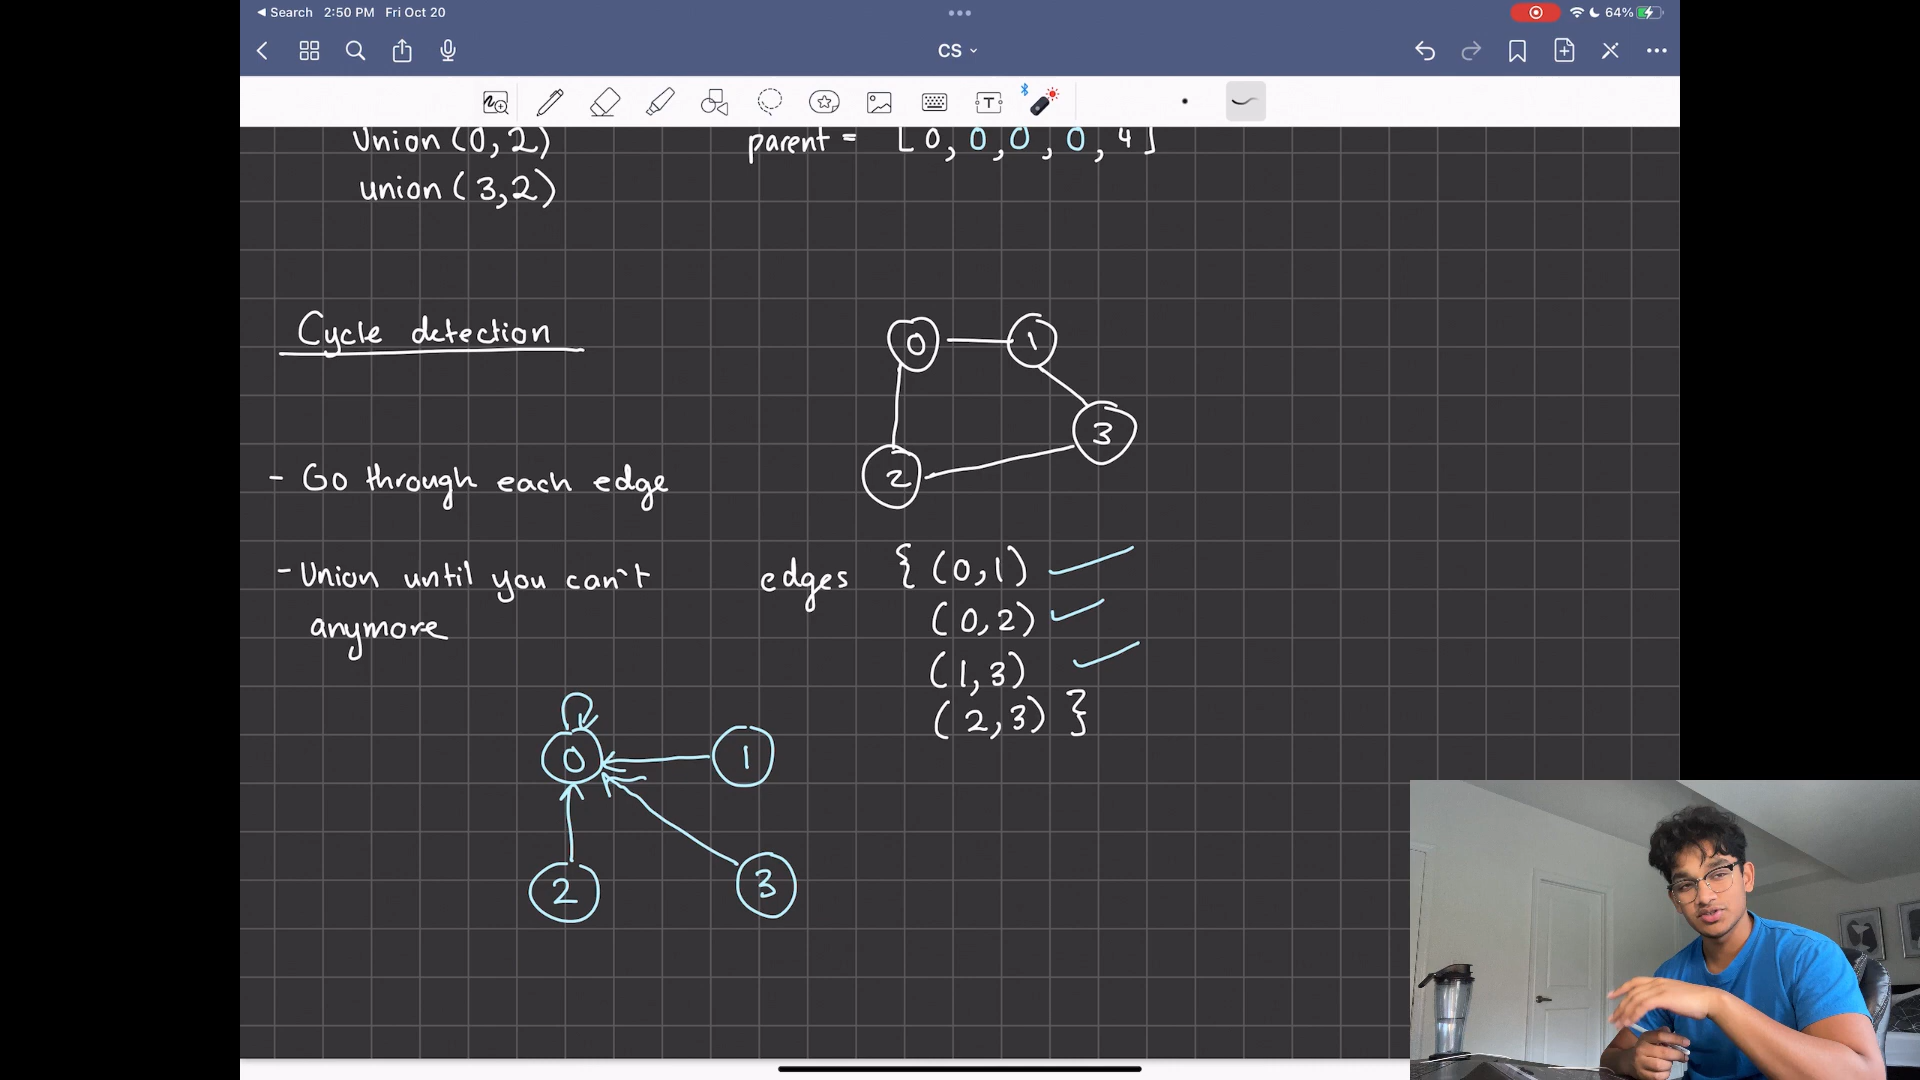 Search 2:50 PM Fri Oct 20
64%
CS
T
Union (0,2)
parent = [0,0,0,0,4]
union (3,2)
Cycle detection
0
1
3
2
- Go through each edge
- Union until you can't
anymore
edges { (0,1)
(0,2)
(1,3)
(2,3) }
0
1
2
3